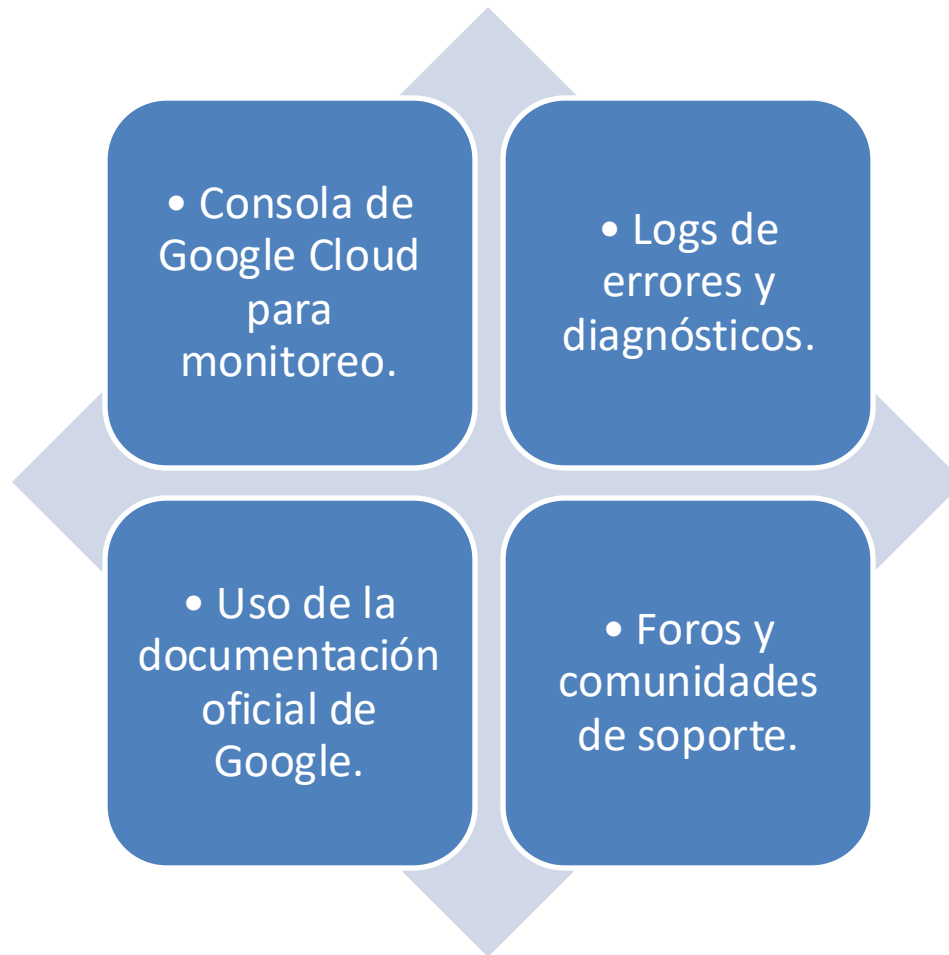 • Consola de
Google Cloud
para
monitoreo.
• Logs de
errores y
diagnósticos.
• Uso de la
documentación
oficial de
Google.
• Foros y
comunidades
de soporte.